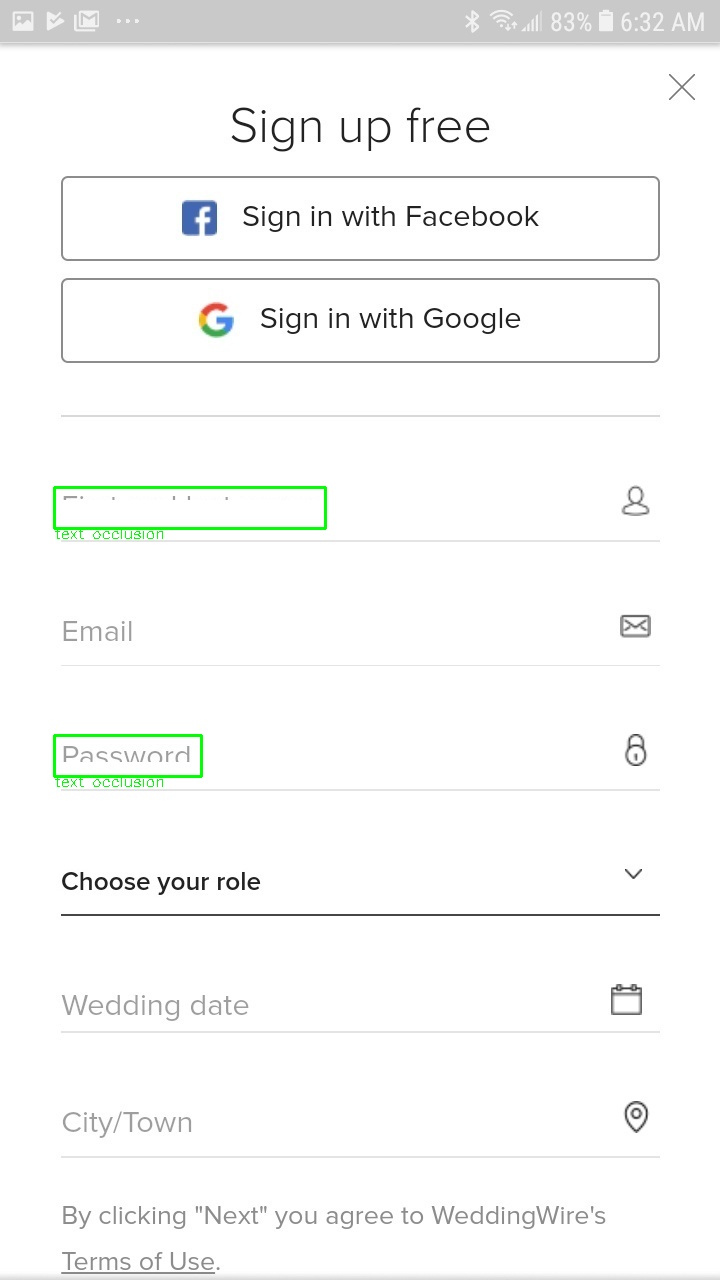 83% 6:32 AM
Sign up free
Sign in with Facebook
Sign in with Google
text occlusion
Email
Password
text occlusion
Choose your role
Wedding date
City/Town
By clicking "Next" you agree to WeddingWire's
Terms of Use.